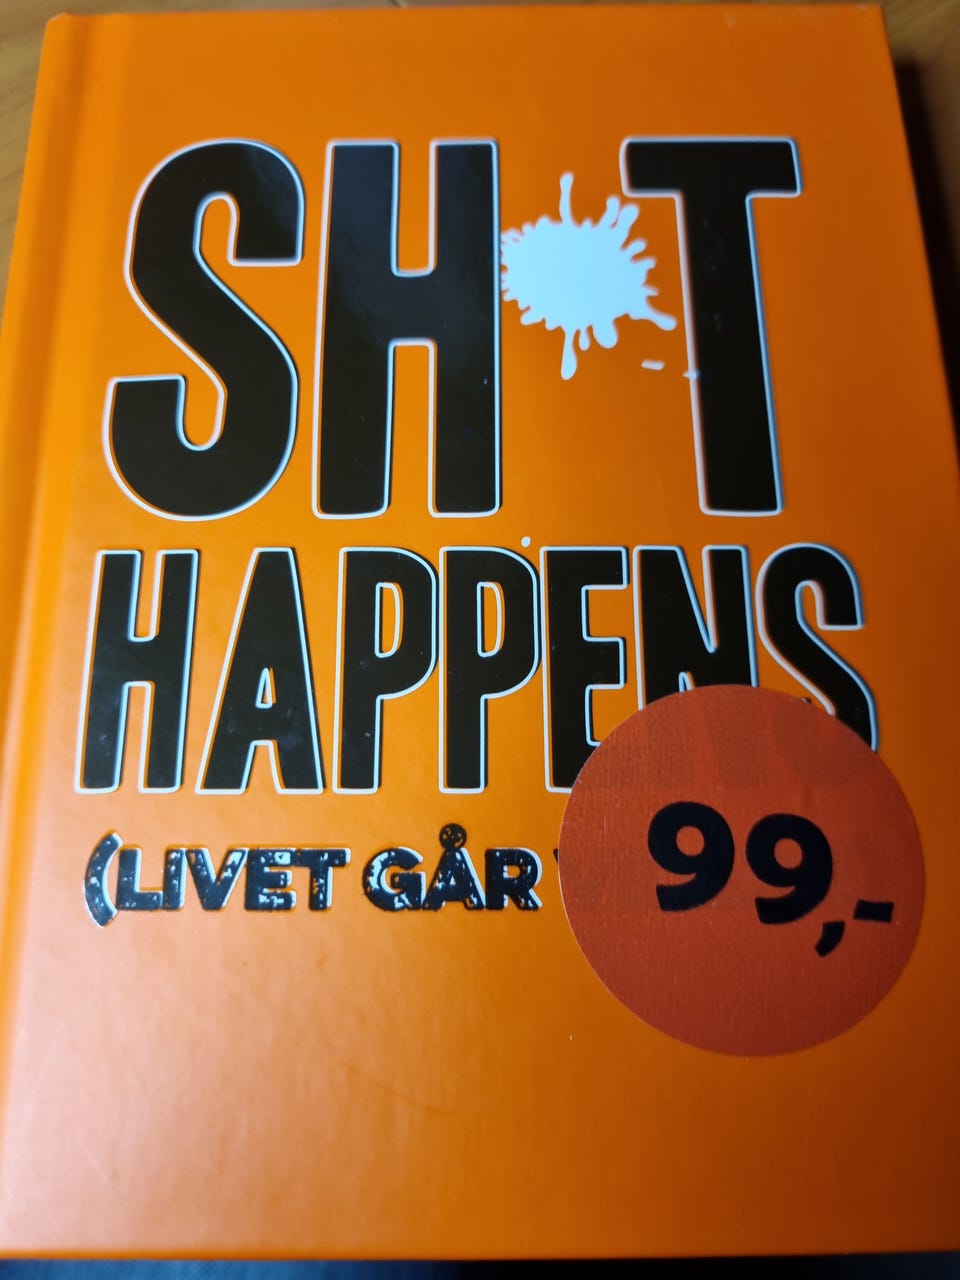 SH T
HAPPENS
(LIVET GÅR
99,-